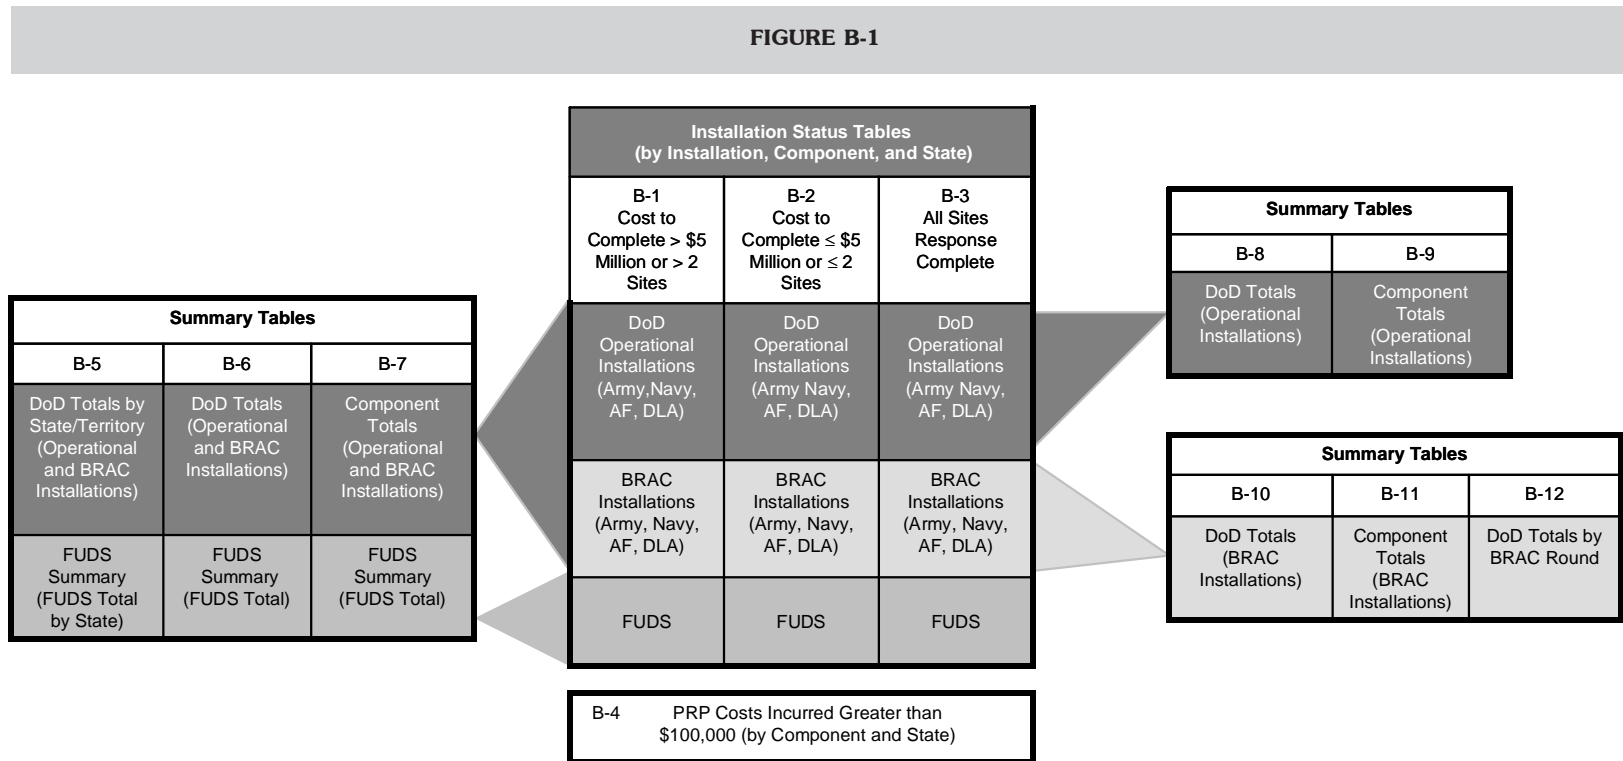 FIGURE B-1
Installation Status Tables
(by Installation, Component, and State)
B-1
Cost to
Complete > $5
Million or > 2
Sites
B-2
Cost to
Complete ≤ $5
Million or ≤ 2
Sites
B-3
All Sites
Response
Complete
DoD
Operational
Installations
(Army,Navy,
AF, DLA)
DoD
Operational
Installations
(Army Navy,
AF, DLA)
DoD
Operational
Installations
(Army Navy,
AF, DLA)
BRAC
Installations
(Army, Navy,
AF, DLA)
BRAC
Installations
(Army, Navy,
AF, DLA)
BRAC
Installations
(Army, Navy,
AF, DLA)
FUDS
FUDS
FUDS
B-4 PRP Costs Incurred Greater than
$100,000 (by Component and State)
Summary Tables
B-5
B-6
B-7
DoD Totals by
State/Territory
(Operational
and BRAC
Installations)
DoD Totals
(Operational
and BRAC
Installations)
Component
Totals
(Operational
and BRAC
Installations)
FUDS
Summary
(FUDS Total
by State)
FUDS
Summary
(FUDS Total)
FUDS
Summary
(FUDS Total)
Summary Tables
B-8
B-9
DoD Totals
(Operational
Installations)
Component
Totals
(Operational
Installations)
Summary Tables
B-10
B-11
B-12
DoD Totals
(BRAC
Installations)
Component
Totals
(BRAC
Installations)
DoD Totals by
BRAC Round